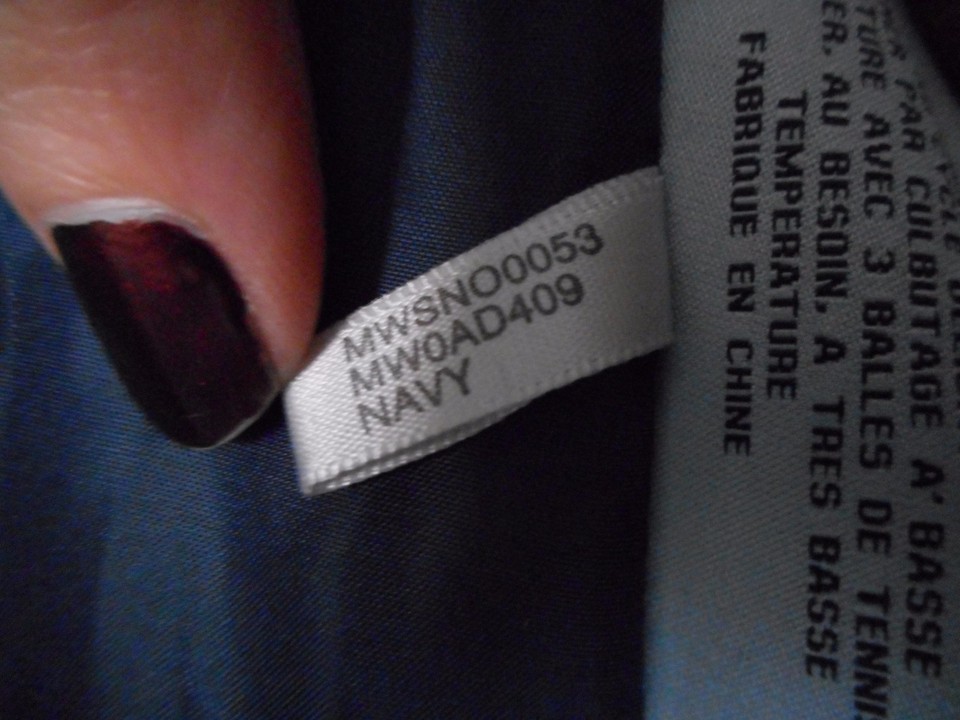 MWSNO0053
MW0AD409
NAVY
PAR CULBUTAGE A' BASSE
TURE AVEC 3 BALLES DE TENNI
ER. AU BESOIN, A TRES BASSE
TEMPERATURE
FABRIQUE EN CHINE